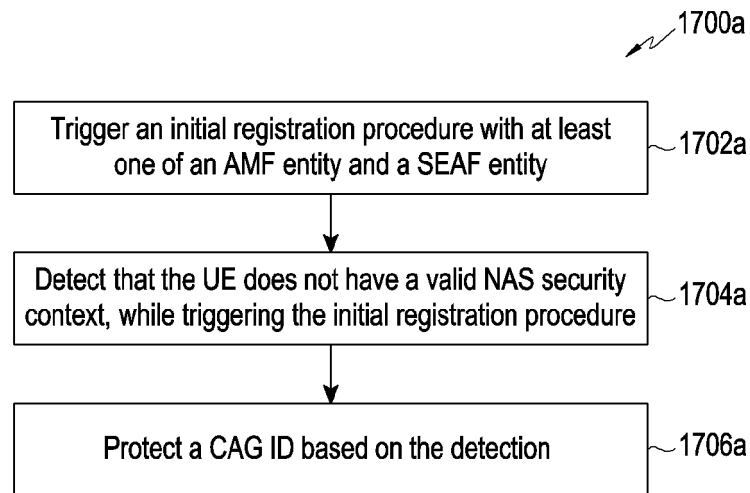 1700a
Trigger an initial registration procedure with at least
one of an AMF entity and a SEAF entity
1702a
Detect that the UE does not have a valid NAS security
context, while triggering the initial registration procedure
1704a
Protect a CAG ID based on the detection
1706a